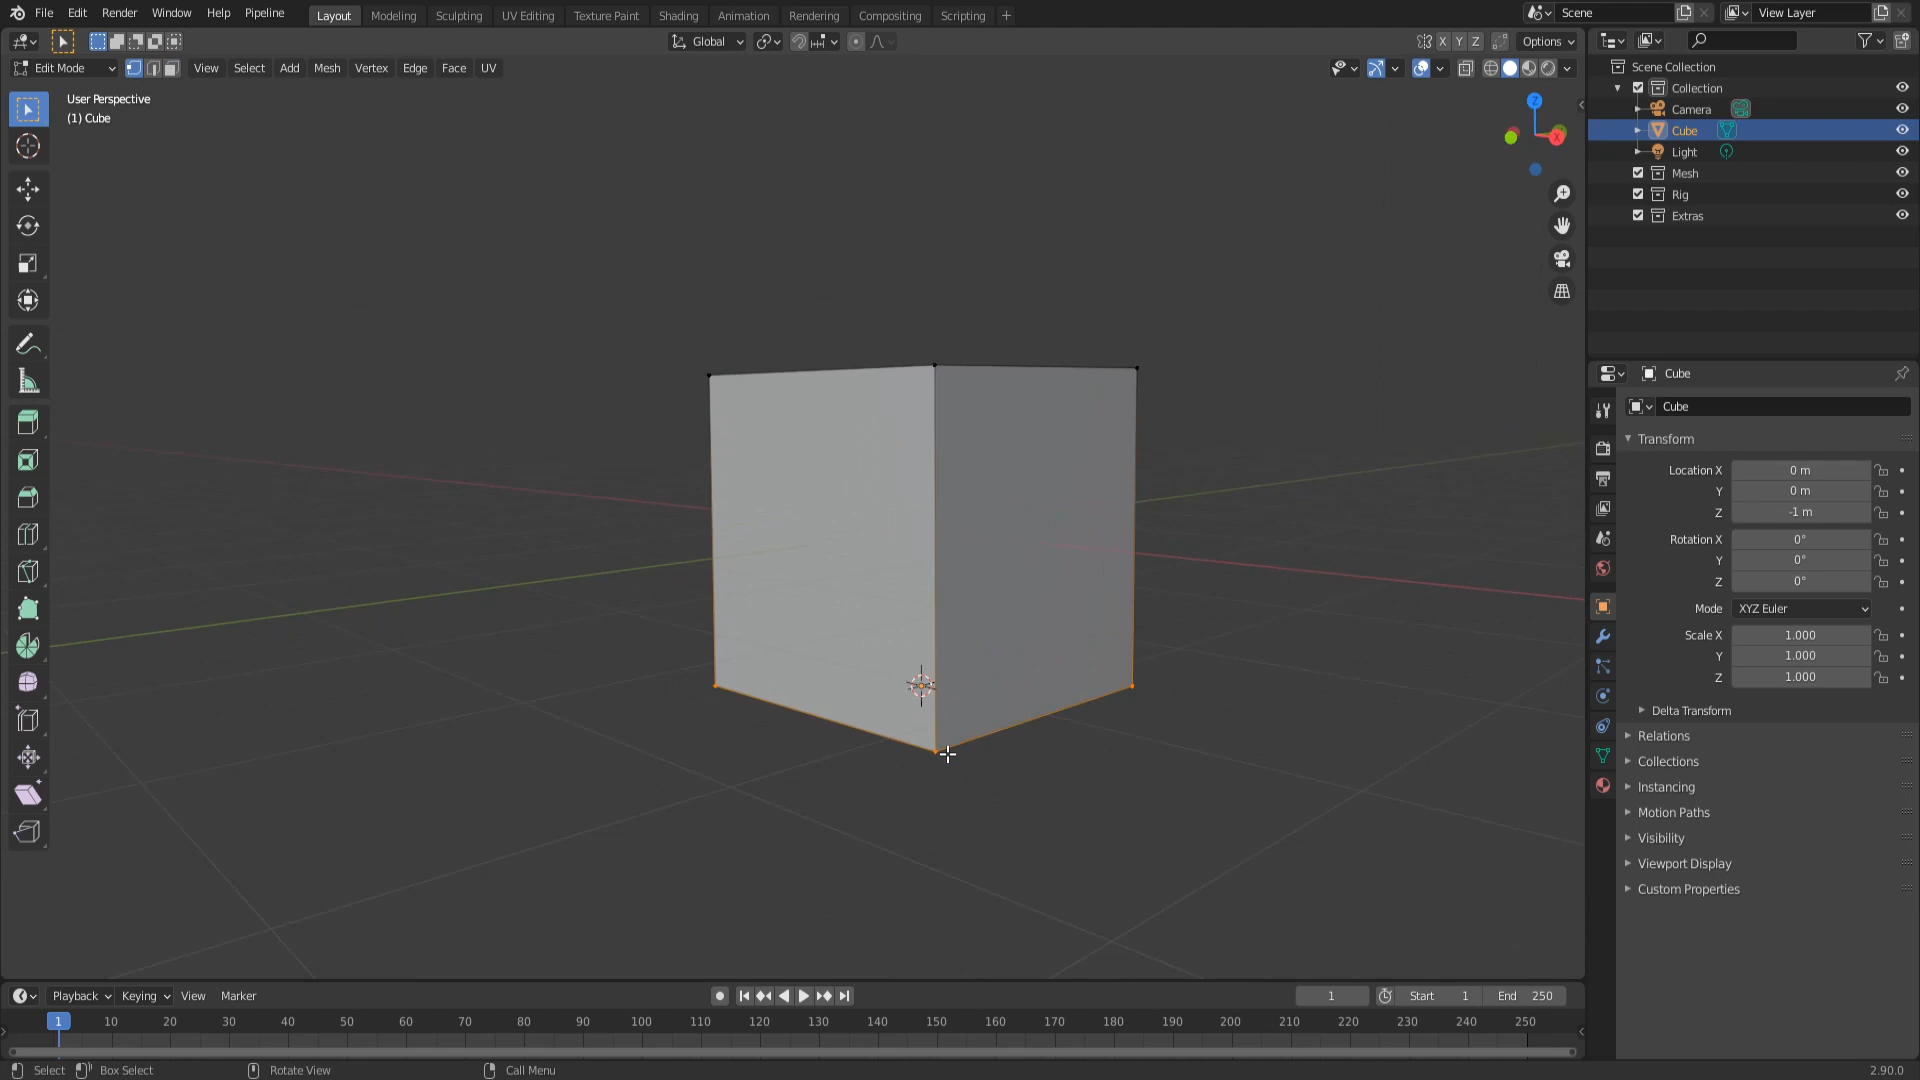 File Edit Render Window Help Pipeline
Layout Modeling Sculpting UV Editing Texture Paint Shading Animation Rendering Compositing Scripting +
Scene
View Layer
Global
X Y Z
Options
Edit Mode
View Select Add Mesh Vertex Edge Face UV
User Perspective
(1) Cube
Z
X
Scene Collection
Collection
Camera
Cube
Light
Mesh
Rig
Extras
Cube
Cube
Transform
Location X 0 m
Y 0 m
Z -1 m
Rotation X 0°
Y 0°
Z 0°
Mode XYZ Euler
Scale X 1.000
Y 1.000
Z 1.000
Delta Transform
Relations
Collections
Instancing
Motion Paths
Visibility
Viewport Display
Custom Properties
Playback Keying View Marker
1
Start 1
End 250
1 10 20 30 40 50 60 70 80 90 100 110 120 130 140 150 160 170 180 190 200 210 220 230 240 250
Select Box Select Rotate View Call Menu
2.90.0